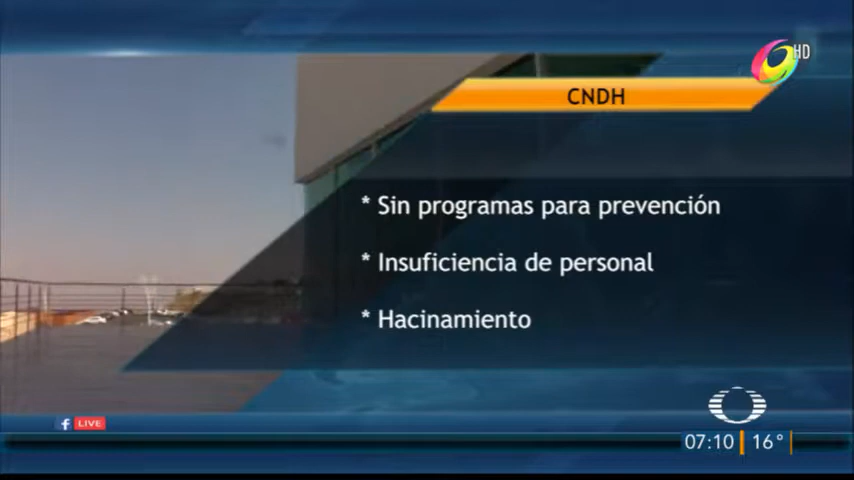 HD
CNDH
* Sin programas para prevención
* Insuficiencia de personal
* Hacinamiento
f LIVE
07:10 16°